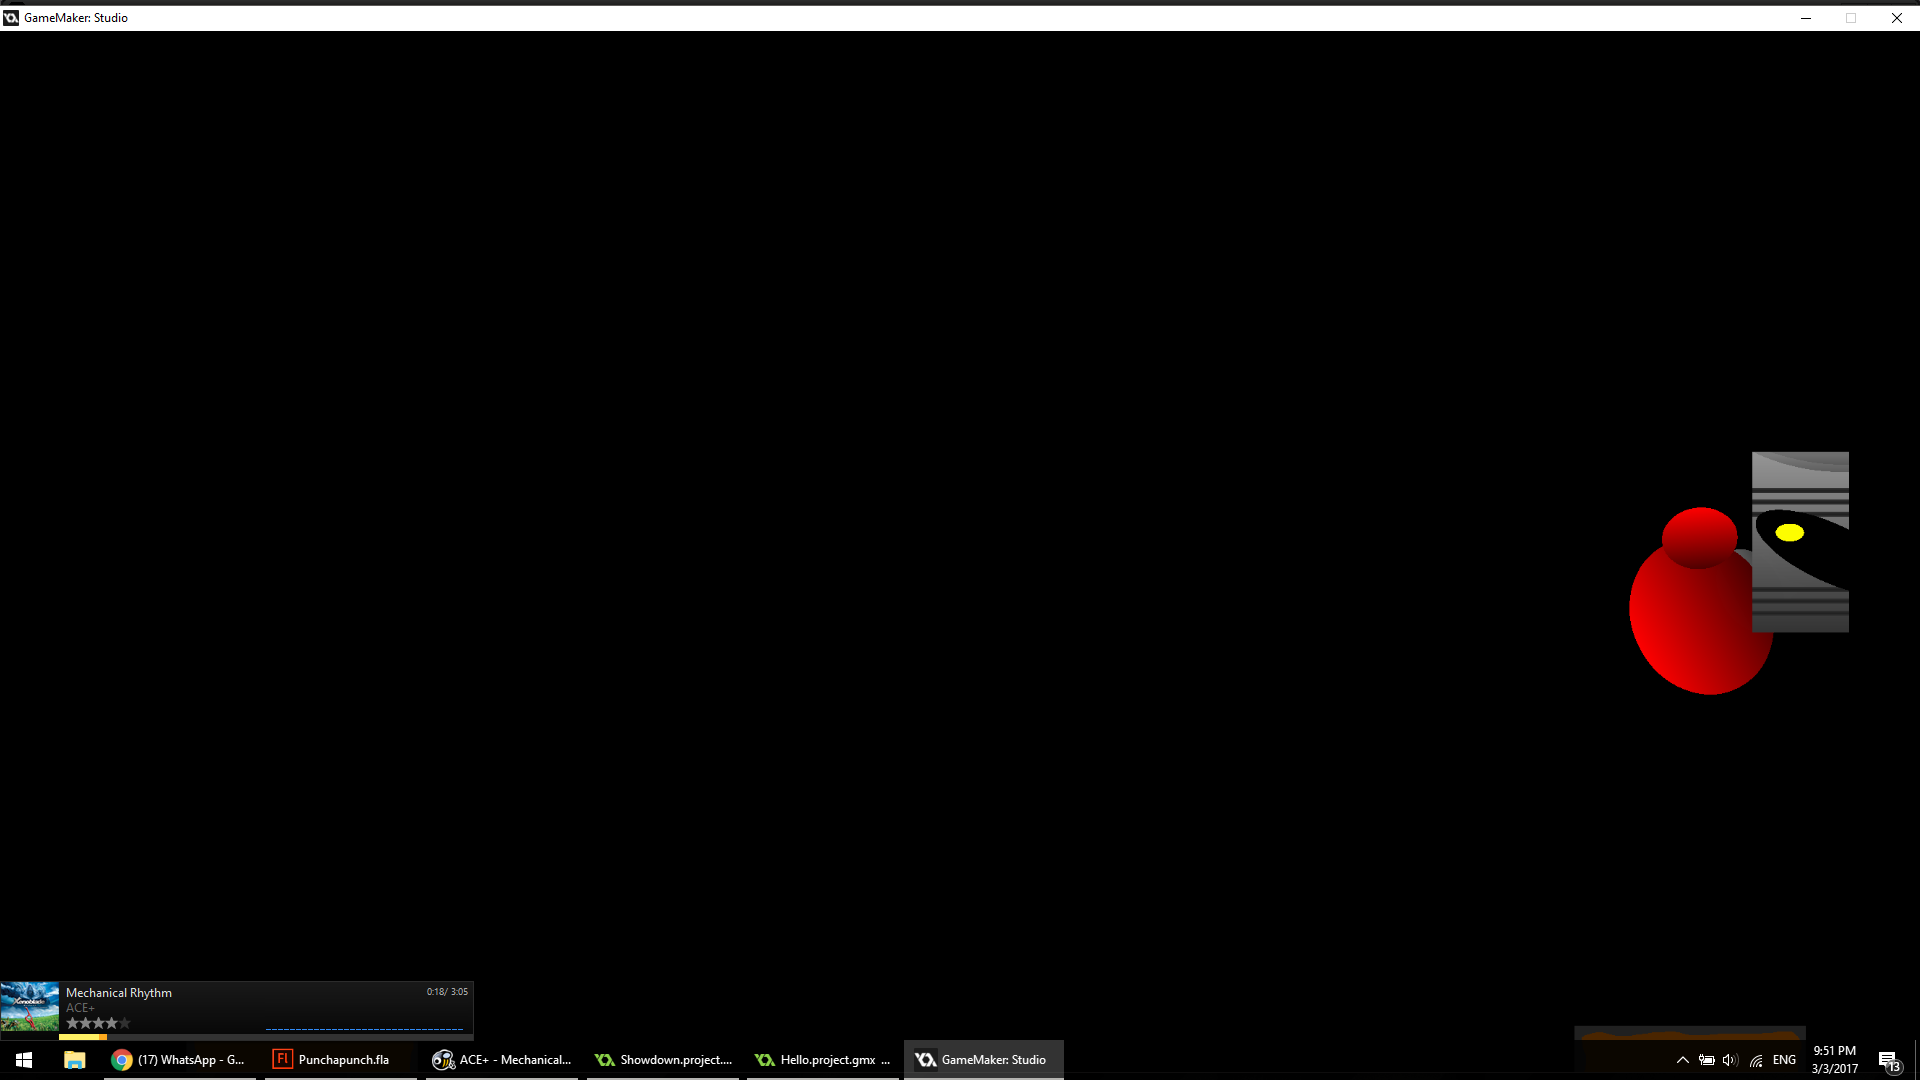 GameMaker: Studio
Xenoblade
Mechanical Rhythm
0:18/ 3:05
ACE+
(17) WhatsApp - G...
Fl
Punchapunch.fla
ACE+ - Mechanical...
Showdown.project....
Hello.project.gmx ...
GameMaker: Studio
ENG
9:51 PM
3/3/2017
13